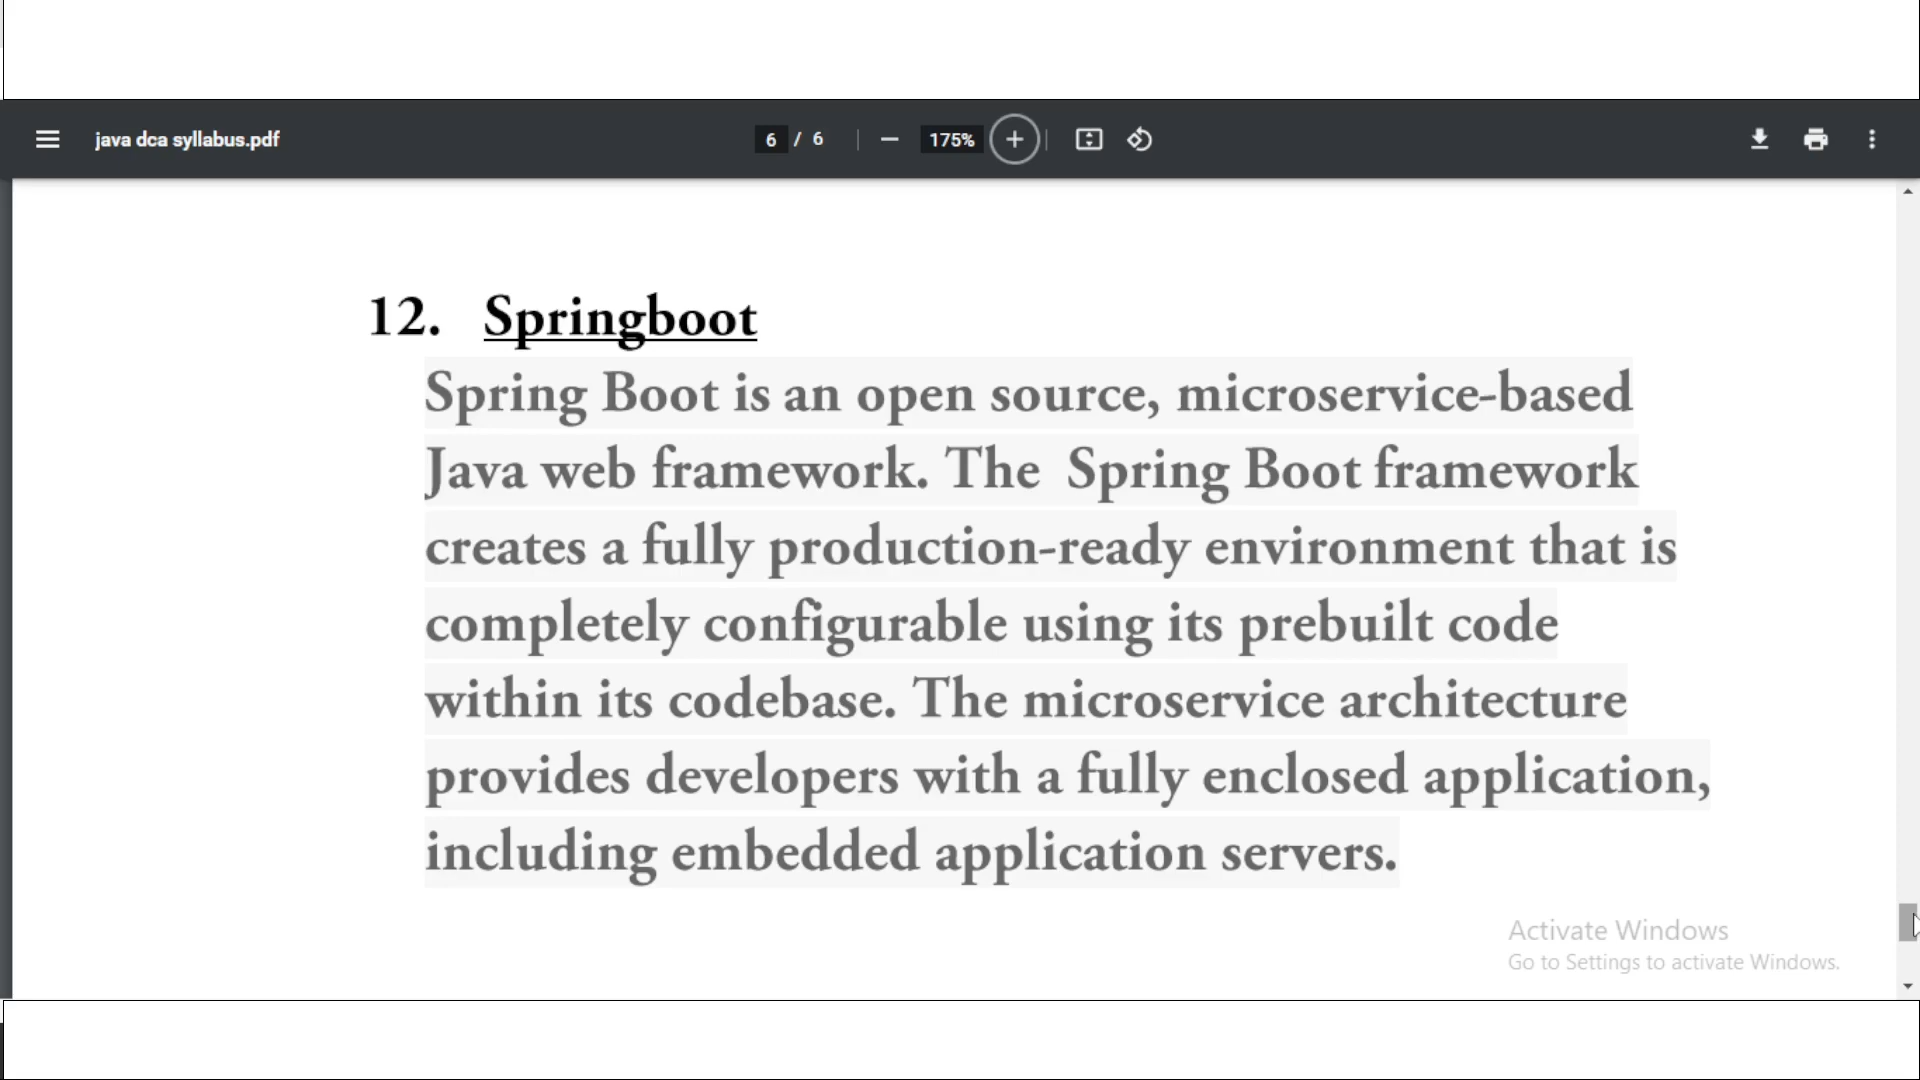 java dca syllabus.pdf
6 / 6
175%
12. Springboot
Spring Boot is an open source, microservice-based
Java web framework. The Spring Boot framework
creates a fully production-ready environment that is
completely configurable using its prebuilt code
within its codebase. The microservice architecture
provides developers with a fully enclosed application,
including embedded application servers.
Activate Windows
Go to Settings to activate Windows.